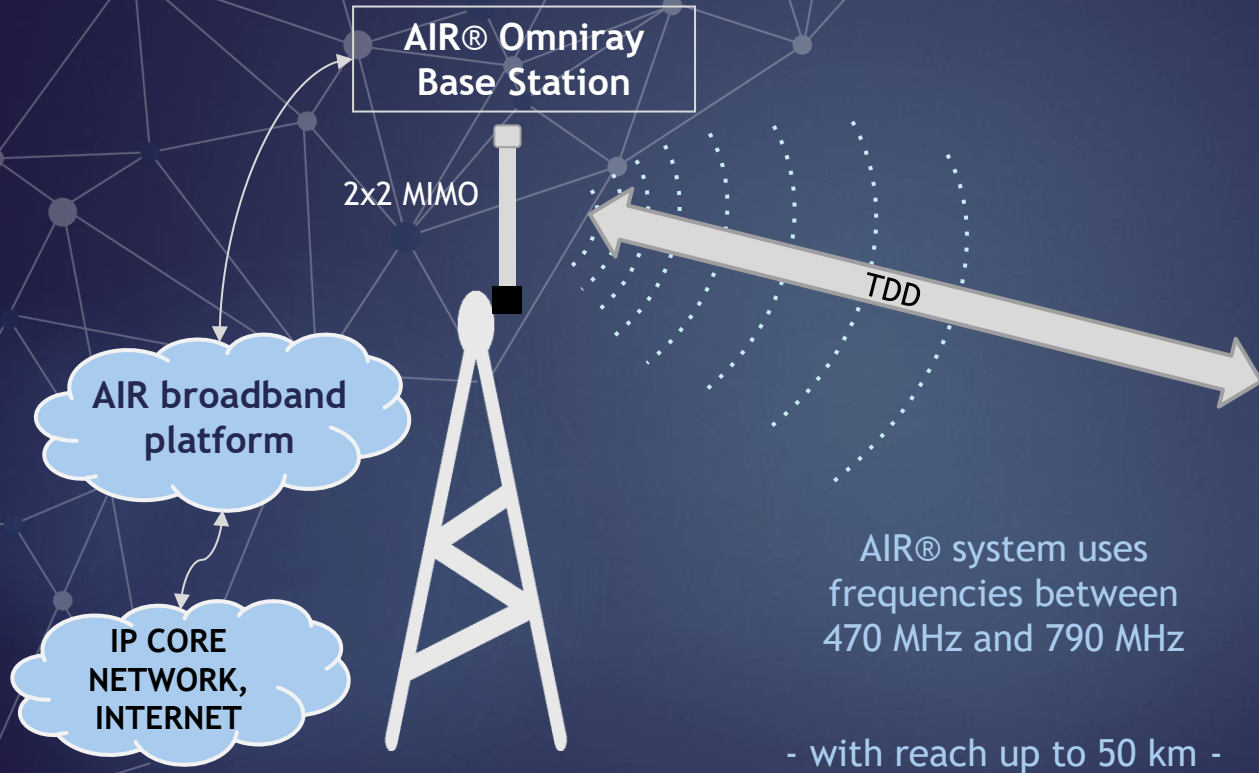 AIR® Omniray
Base Station
2x2 MIMO
TDD
AIR broadband
platform
IP CORE
NETWORK,
INTERNET
AIR® system uses
frequencies between
470 MHz and 790 MHz
- with reach up to 50 km -